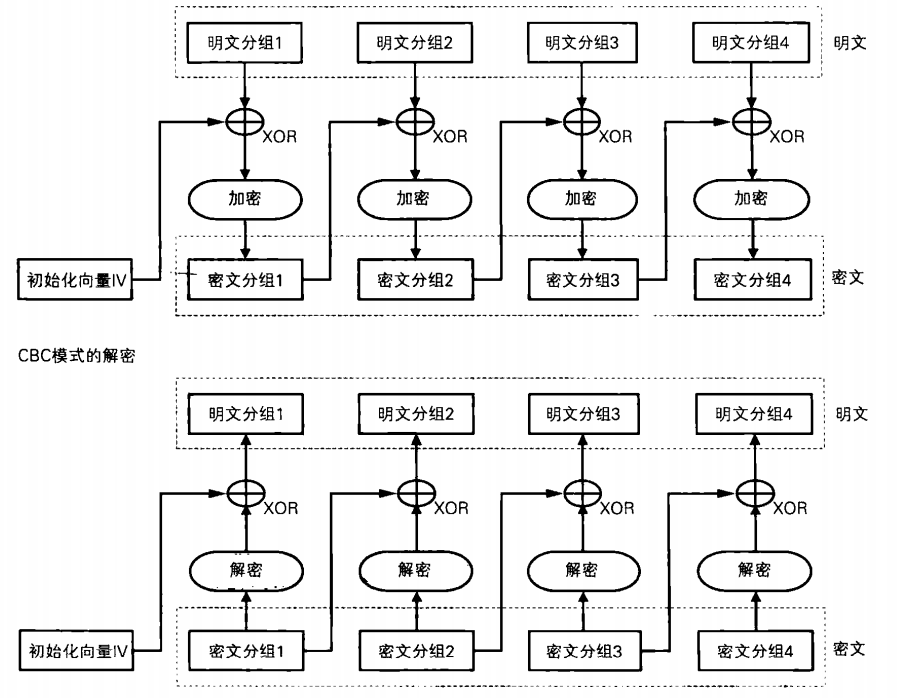 明文分组1 明文分组2 明文分组3 明文分组4 明文
XOR XOR XOR XOR
加密 加密 加密 加密
初始化向量IV 密文分组1 密文分组2 密文分组3 密文分组4 密文
CBC模式的解密
明文分组1 明文分组2 明文分组3 明文分组4 明文
XOR XOR XOR XOR
解密 解密 解密 解密
初始化向量IV 密文分组1 密文分组2 密文分组3 密文分组4 密文